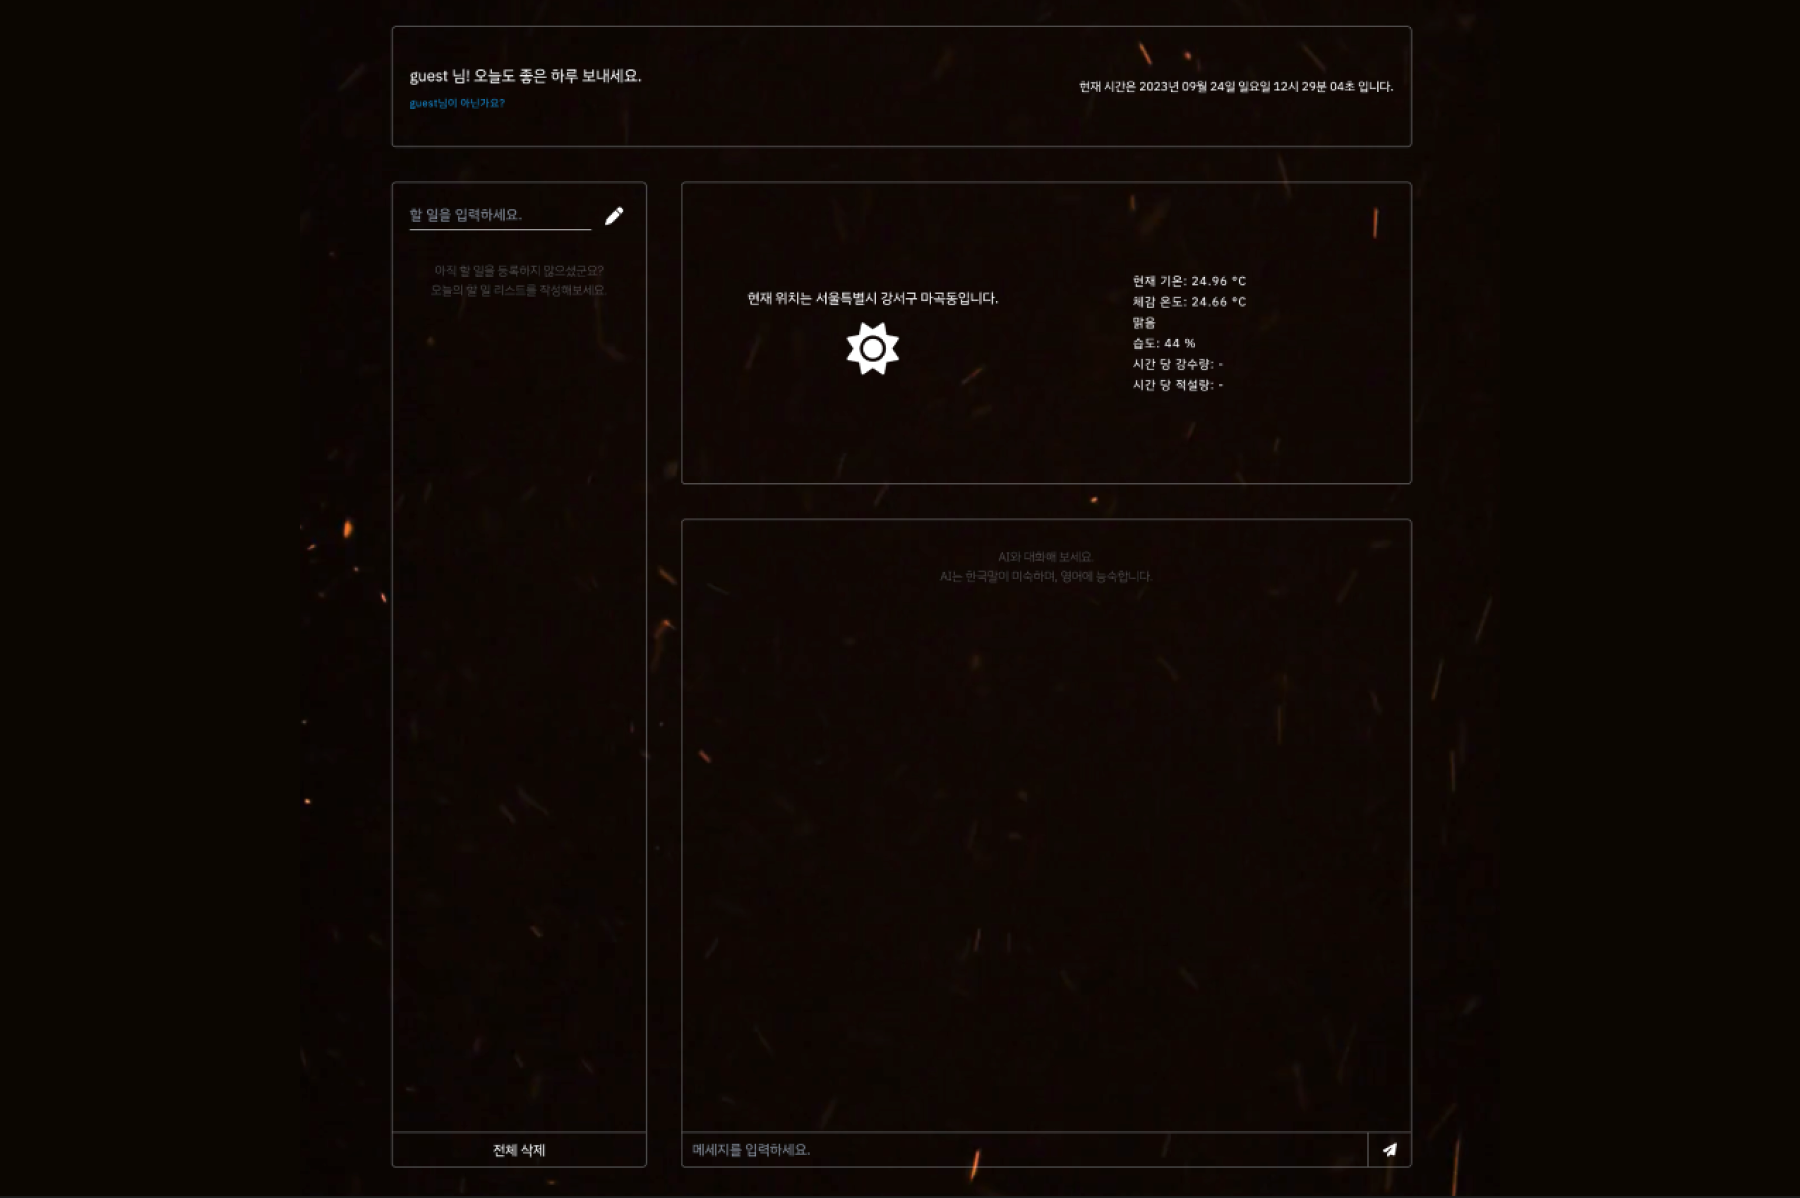 guest 님! 오늘도 좋은 하루 보내세요.
guest님이 아닌가요?
현재 시간은 2023년 09월 24일 일요일 12시 29분 04초 입니다.
할 일을 입력하세요.
아직 할 일을 등록하지 않으셨군요?
오늘의 할 일 리스트를 작성해보세요.
전체 삭제
현재 위치는 서울특별시 강서구 마곡동입니다.
현재 기온: 24.96 °C
체감 온도: 24.66 °C
맑음
습도: 44 %
시간 당 강수량: -
시간 당 적설량: -
AI와 대화해 보세요.
AI는 한국말이 미숙하며, 영어에 능숙합니다.
메세지를 입력하세요.